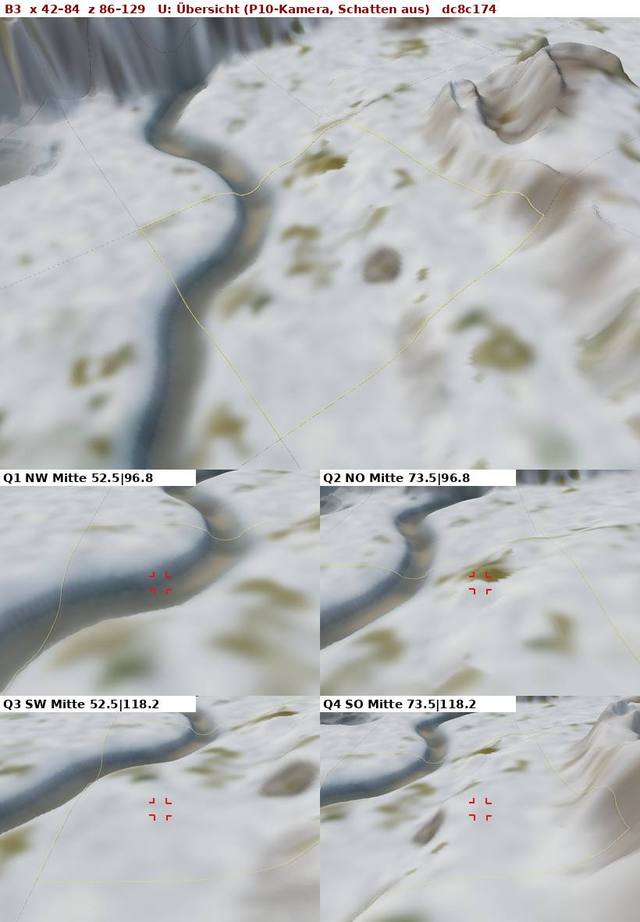 B3 x 42–84 z 86–129 U: Übersicht (P10-Kamera, Schatten aus) dc8c174
Q1 NW Mitte 52.5|96.8
Q2 NO Mitte 73.5|96.8
Q3 SW Mitte 52.5|118.2
Q4 SO Mitte 73.5|118.2